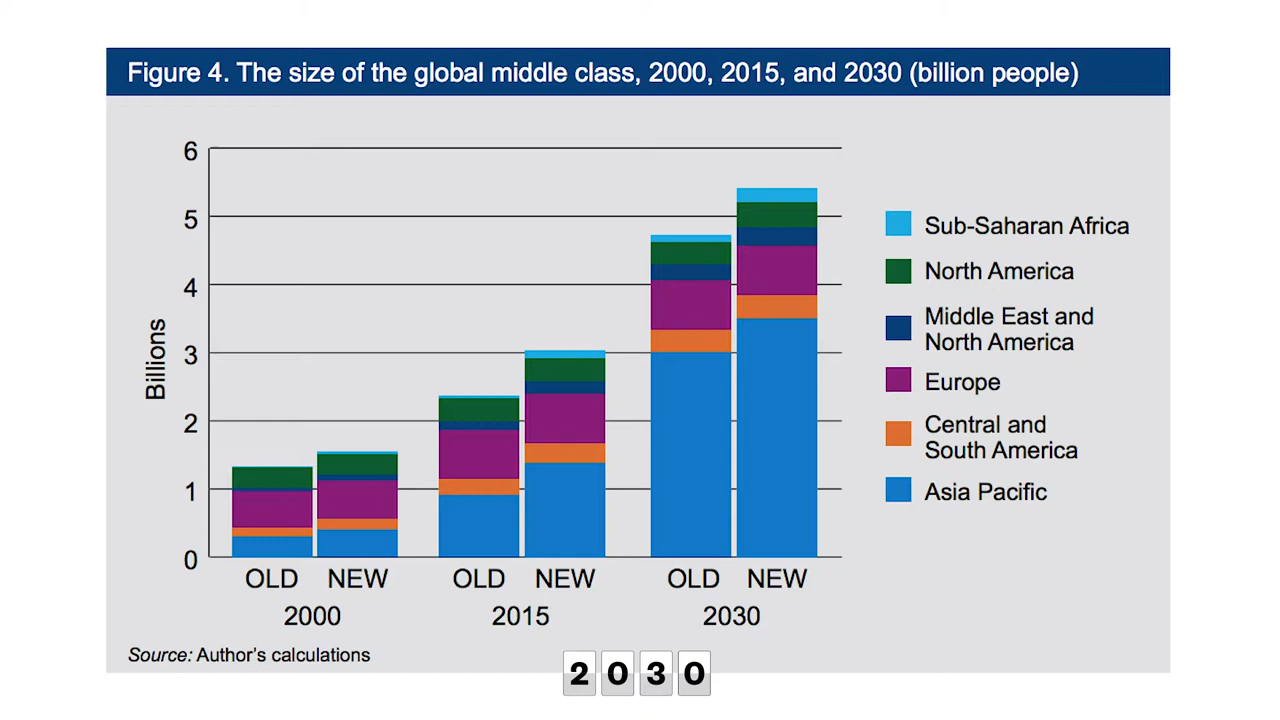 Figure 4. The size of the global middle class, 2000, 2015, and 2030 (billion people)
6
5
4
3
2
1
0
Billions
OLD NEW OLD NEW OLD NEW
2000 2015 2030
Sub-Saharan Africa
North America
Middle East and
North America
Europe
Central and
South America
Asia Pacific
Source: Author's calculations
2030